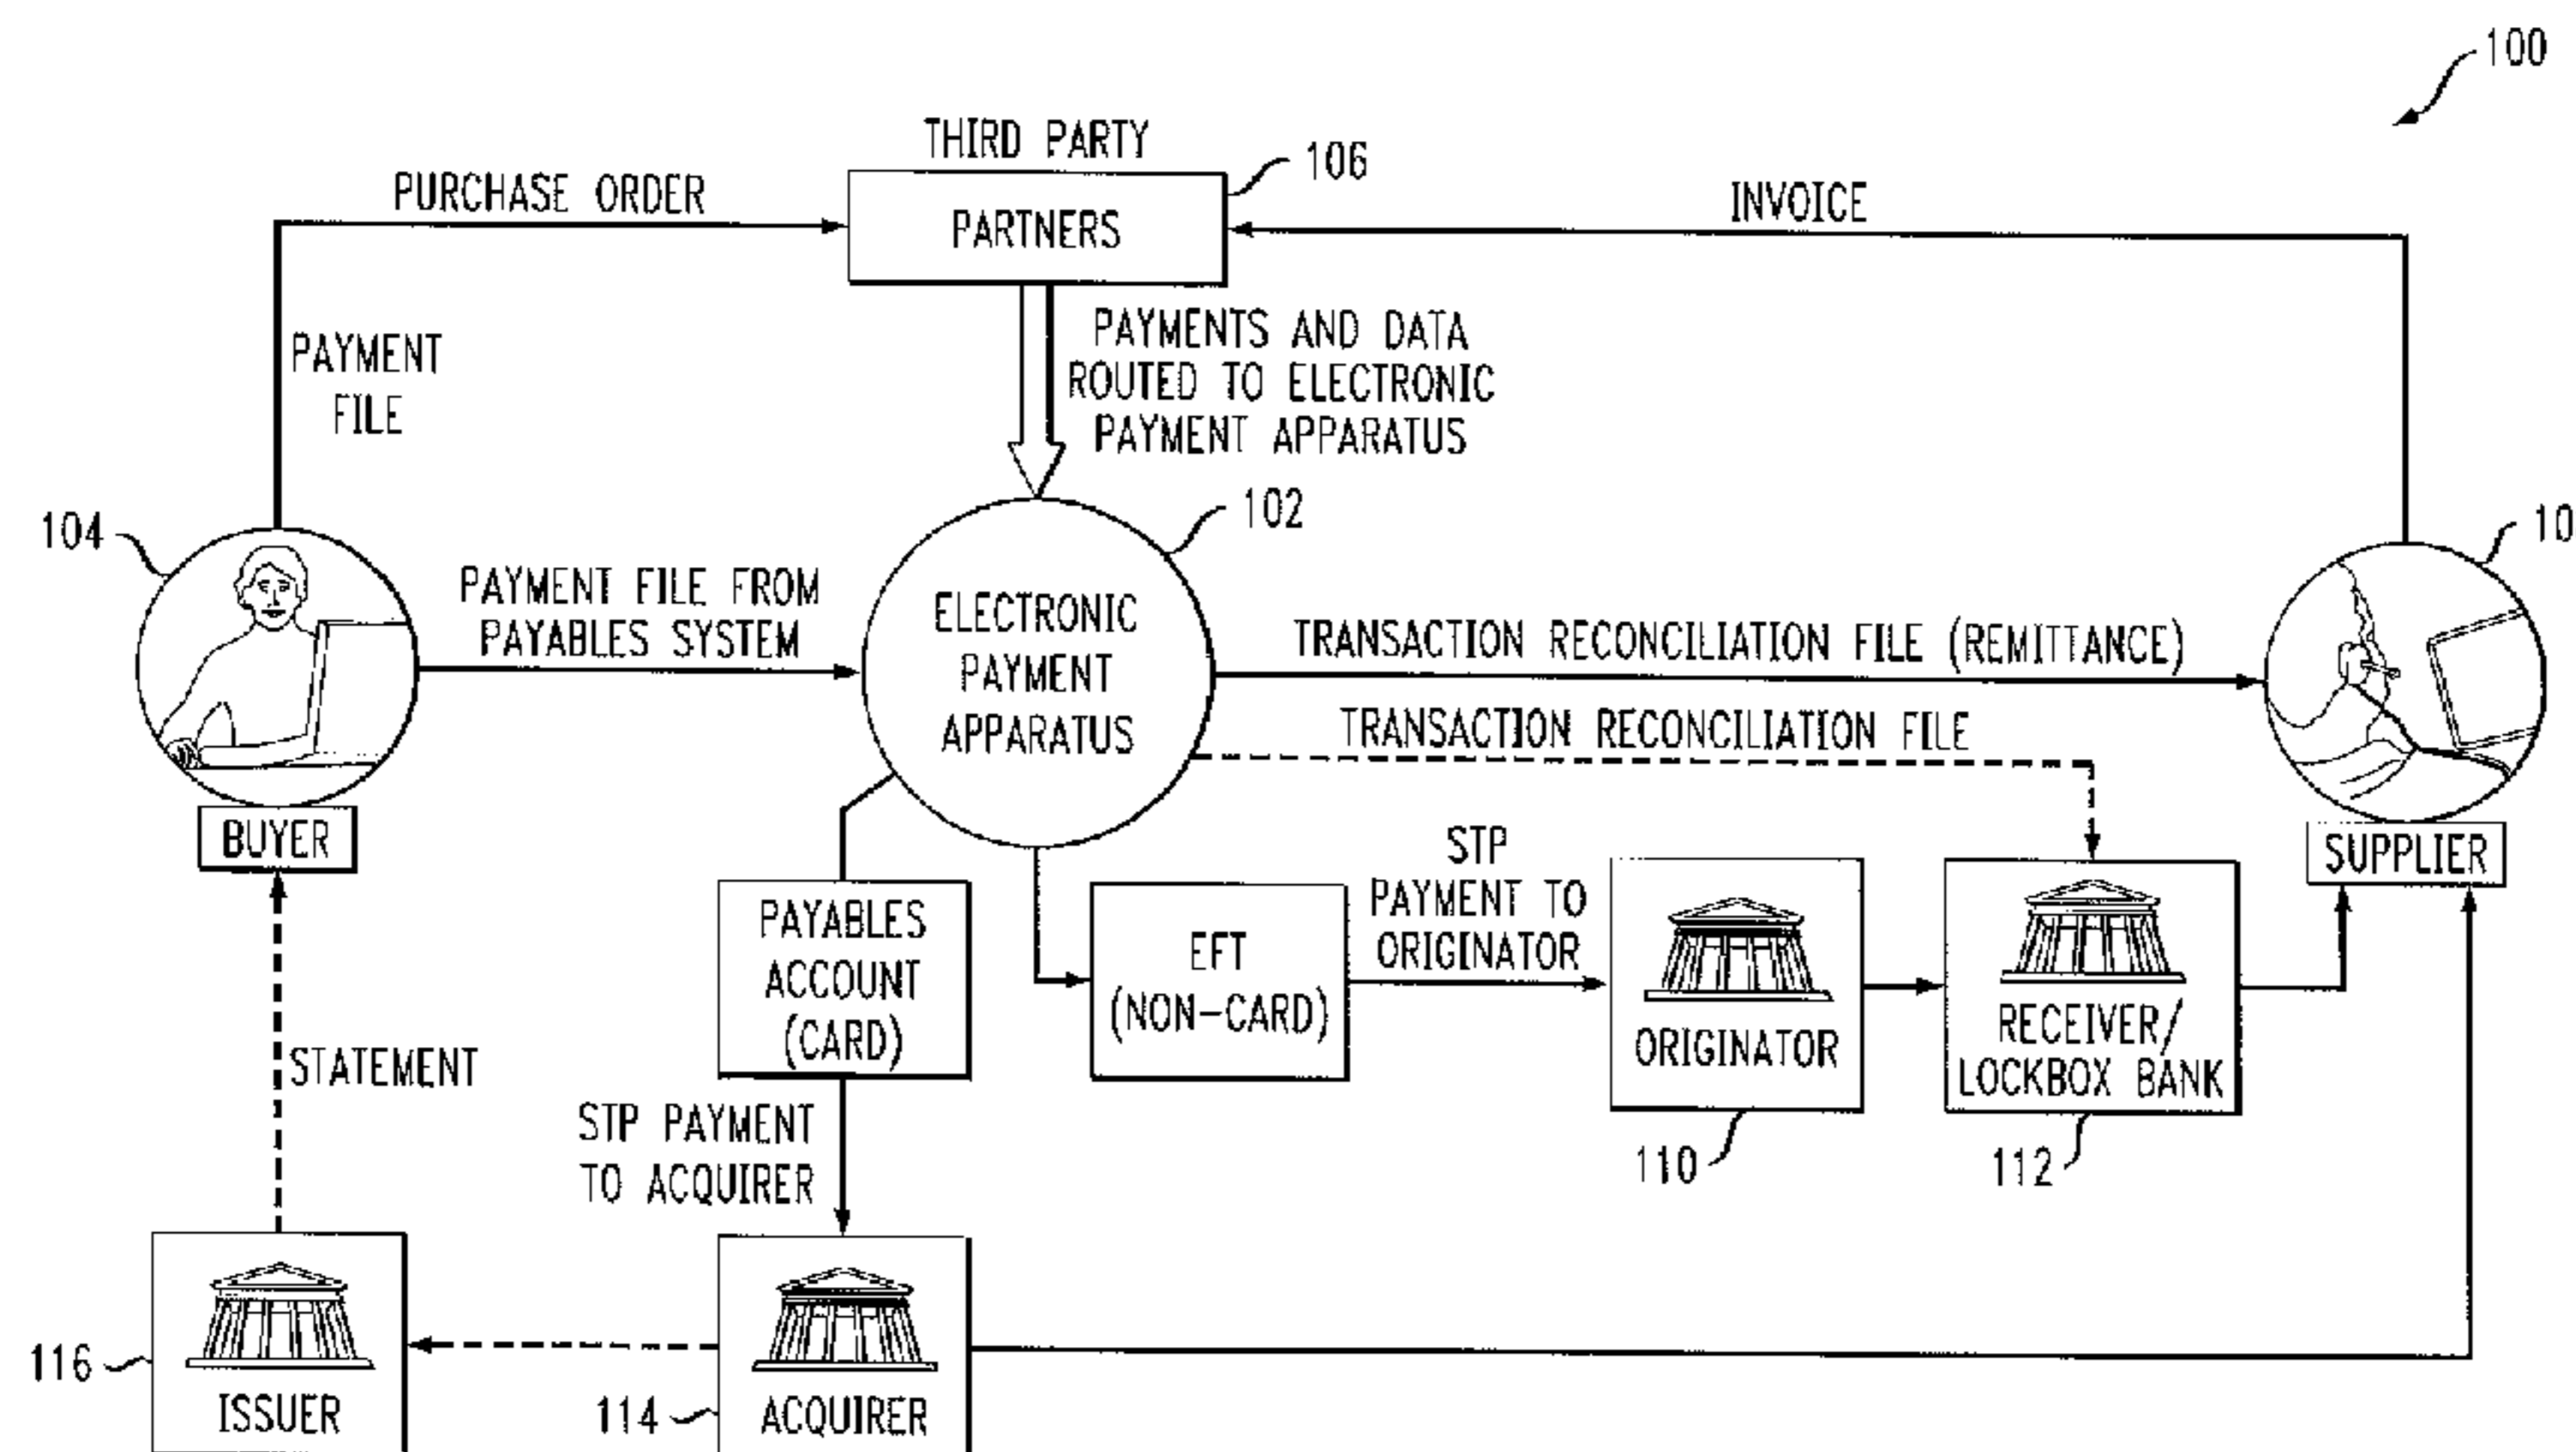 100
THIRD PARTY
106
PURCHASE ORDER
PARTNERS
INVOICE
PAYMENT
FILE
PAYMENTS AND DATA
ROUTED TO ELECTRONIC
PAYMENT APPARATUS
104
102
10
PAYMENT FILE FROM
PAYABLES SYSTEM
ELECTRONIC
PAYMENT
APPARATUS
TRANSACTION RECONCILIATION FILE (REMITTANCE)
TRANSACTION RECONCILIATION FILE
BUYER
SUPPLIER
PAYABLES
ACCOUNT
(CARD)
EFT
(NON-CARD)
STP
PAYMENT TO
ORIGINATOR
ORIGINATOR
RECEIVER/
LOCKBOX BANK
110
112
STATEMENT
STP PAYMENT
TO ACQUIRER
116
ISSUER
114
ACQUIRER